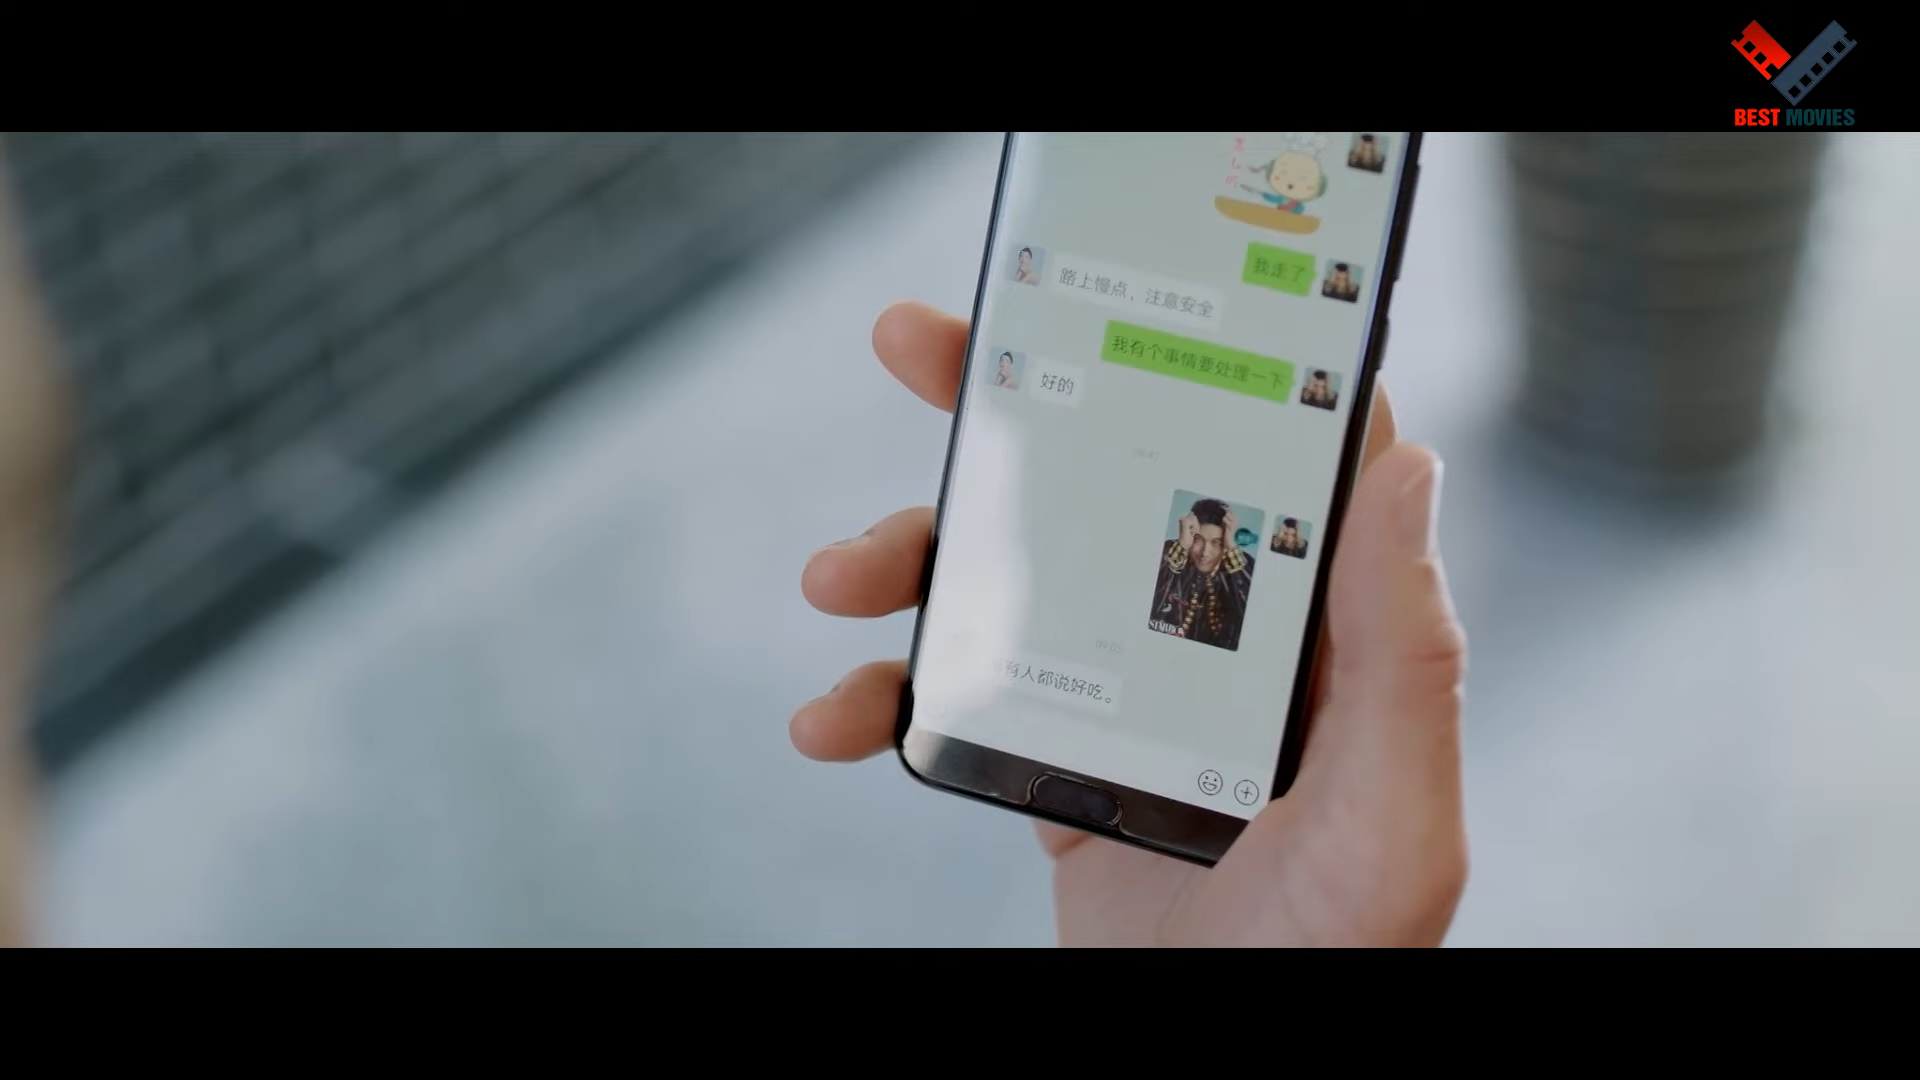 BEST MOVIES
我走了
路上慢点，注意安全
我有个事情要处理一下
好的
有人都说好吃。